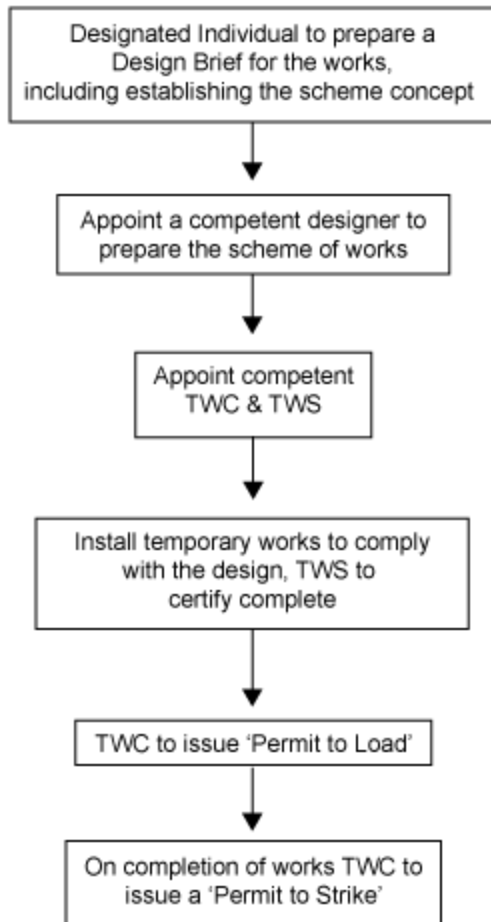 Designated Individual to prepare a
Design Brief for the works,
including establishing the scheme concept
Appoint a competent designer to
prepare the scheme of works
Appoint competent
TWC & TWS
Install temporary works to comply
with the design, TWS to
certify complete
TWC to issue ‘Permit to Load’
On completion of works TWC to
issue a ‘Permit to Strike’